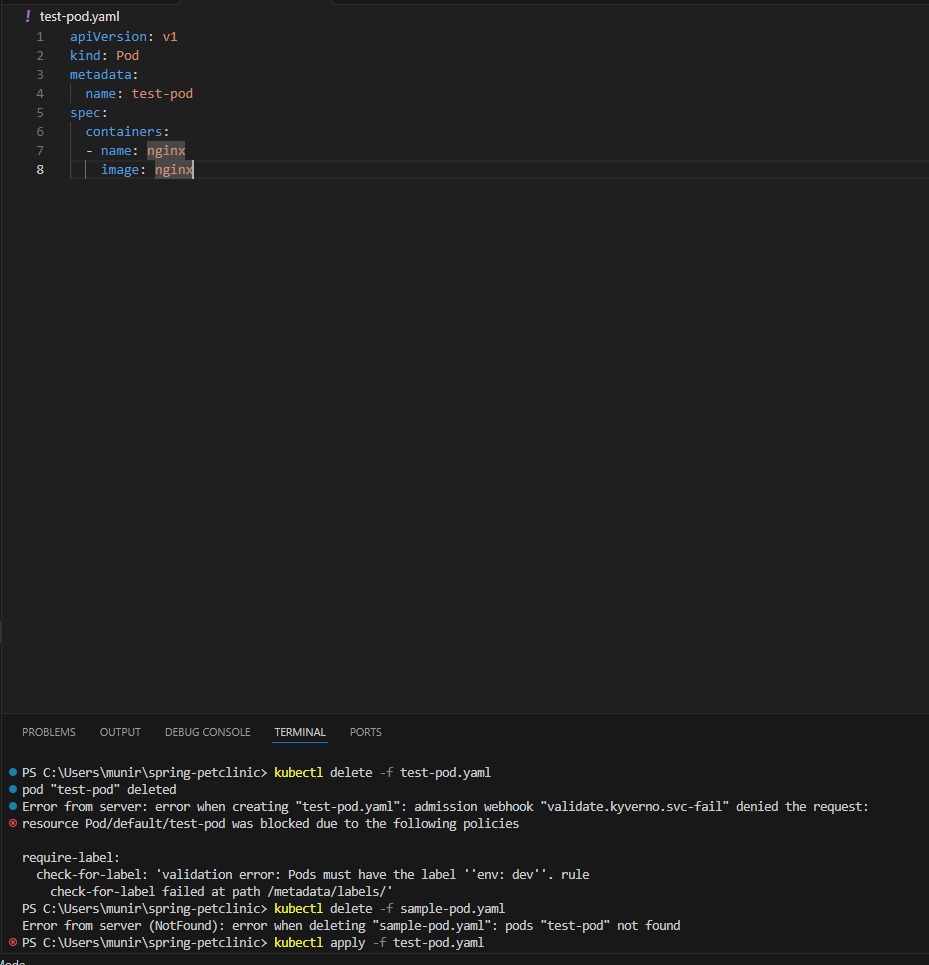 ! test-pod.yaml
1 apiVersion: v1
2 kind: Pod
3 metadata:
4 name: test-pod
5 spec:
6 containers:
7 - name: nginx
8 image: nginx
PROBLEMS OUTPUT DEBUG CONSOLE TERMINAL PORTS
PS C:\Users\munir\spring-petclinic> kubectl delete -f test-pod.yaml
pod "test-pod" deleted
Error from server: error when creating "test-pod.yaml": admission webhook "validate.kyverno.svc-fail" denied the request:
resource Pod/default/test-pod was blocked due to the following policies
require-label:
check-for-label: 'validation error: Pods must have the label ''env: dev''. rule
check-for-label failed at path /metadata/labels/'
PS C:\Users\munir\spring-petclinic> kubectl delete -f sample-pod.yaml
Error from server (NotFound): error when deleting "sample-pod.yaml": pods "test-pod" not found
PS C:\Users\munir\spring-petclinic> kubectl apply -f test-pod.yaml